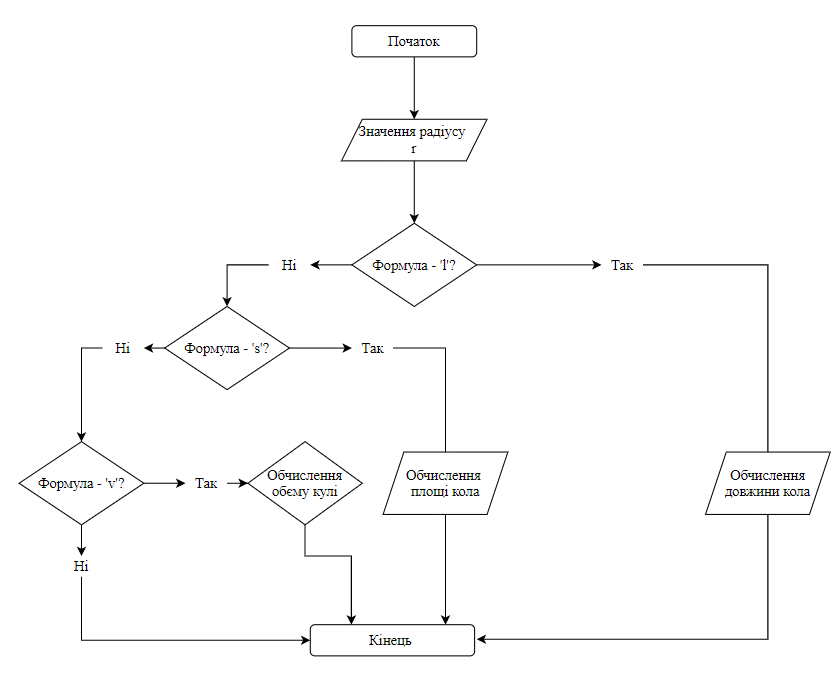 Початок
Значення радіусу
r
Формула - 'l'?
Ні
Так
Формула - 's'?
Ні
Так
Формула - 'v'?
Так
Обчислення
обєму кулі
Обчислення
площі кола
Обчислення
довжини кола
Ні
Кінець